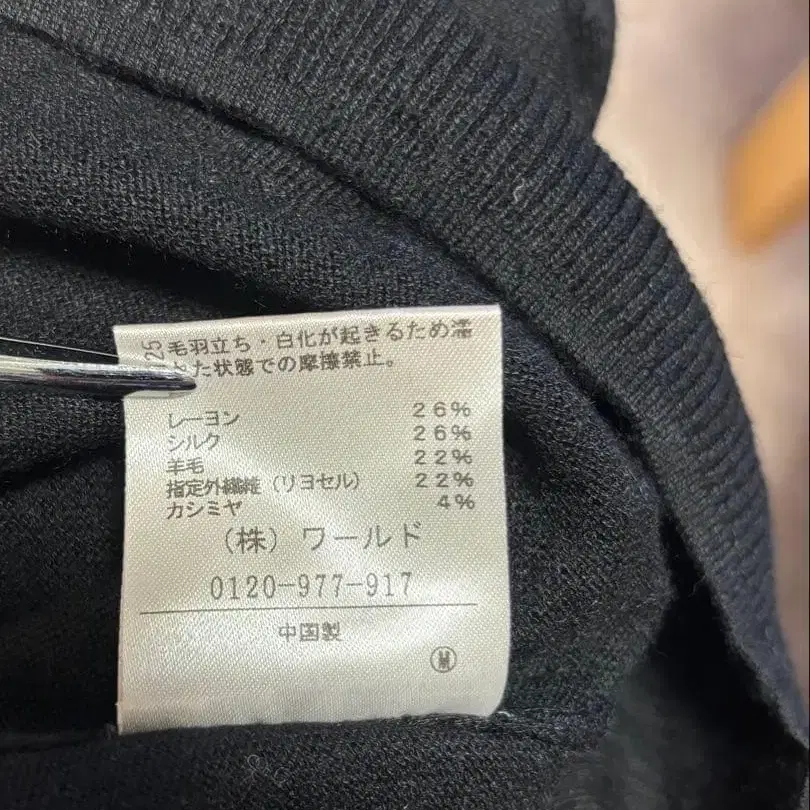 25
毛羽立ち・白化が起きるため濡
た状態での摩擦禁止。
レーヨン 26%
シルク 26%
羊毛 22%
指定外繊維(リヨセル) 22%
カシミヤ 4%
(株)ワールド
0120-977-917
中国製
M